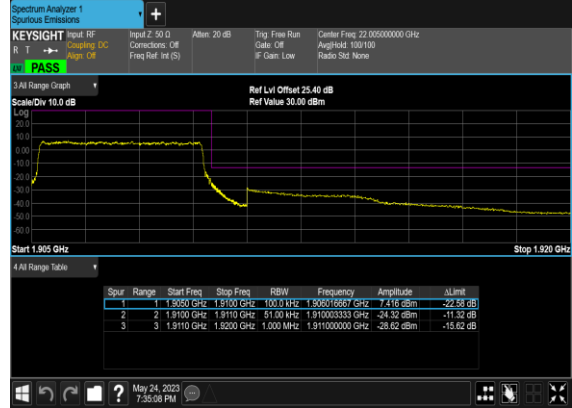 Spectrum Analyzer 1
Spurious Emissions
KEYSIGHT Input: RF Input Z: 50 Ω Atten: 20 dB Trig: Free Run Center Freq: 22.005000000 GHz
R T Coupling: DC Corrections: Off Gate: Off Avg|Hold: 100/100
Align: Off Freq Ref: Int (S) IF Gain: Low Radio Std: None
PASS
3 All Range Graph Ref Lvl Offset 25.40 dB
Scale/Div 10.0 dB Ref Value 30.00 dBm
Log
20.0
10.0
0.00
-10.0
-20.0
-30.0
-40.0
-50.0
-60.0
Start 1.905 GHz Stop 1.920 GHz
4 All Range Table
Spur Range Start Freq Stop Freq RBW Frequency Amplitude ΔLimit
1 1 1.9050 GHz 1.9100 GHz 100.0 kHz 1.906016667 GHz 7.416 dBm -22.58 dB
2 2 1.9100 GHz 1.9110 GHz 51.00 kHz 1.910003333 GHz -24.32 dBm -11.32 dB
3 3 1.9110 GHz 1.9200 GHz 1.000 MHz 1.911000000 GHz -28.62 dBm -15.62 dB
? May 24, 2023
7:35:08 PM